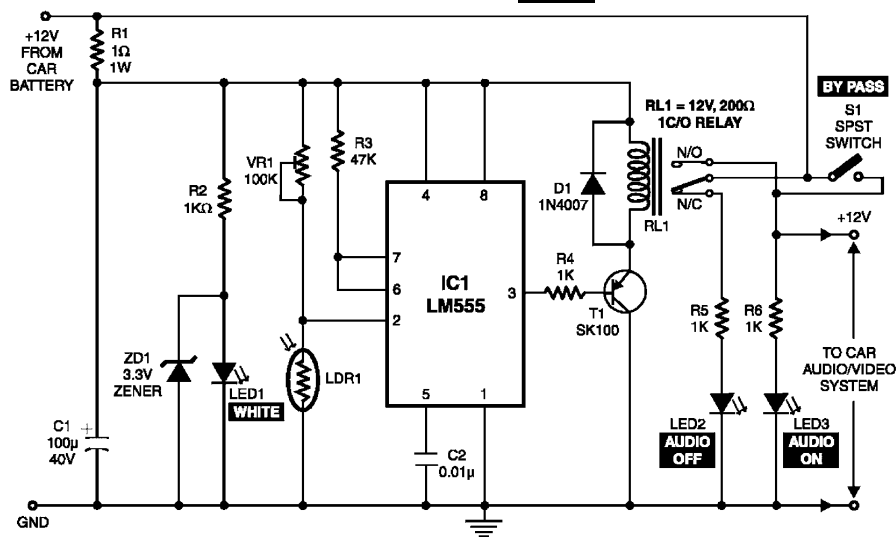 +12V
FROM
CAR
BATTERY
R1
1Ω
1W
RL1 = 12V, 200Ω
1C/O RELAY
BY PASS
S1
SPST
SWITCH
VR1
100K
R3
47K
R2
1KΩ
4
8
D1
1N4007
N/O
N/C
RL1
+12V
7
6
2
IC1
LM555
3
R4
1K
T1
SK100
R5
1K
R6
1K
ZD1
3.3V
ZENER
LED1
WHITE
LDR1
5
1
TO CAR
AUDIO/VIDEO
SYSTEM
C1
100µ
40V
+
C2
0.01µ
LED2
AUDIO
OFF
LED3
AUDIO
ON
GND